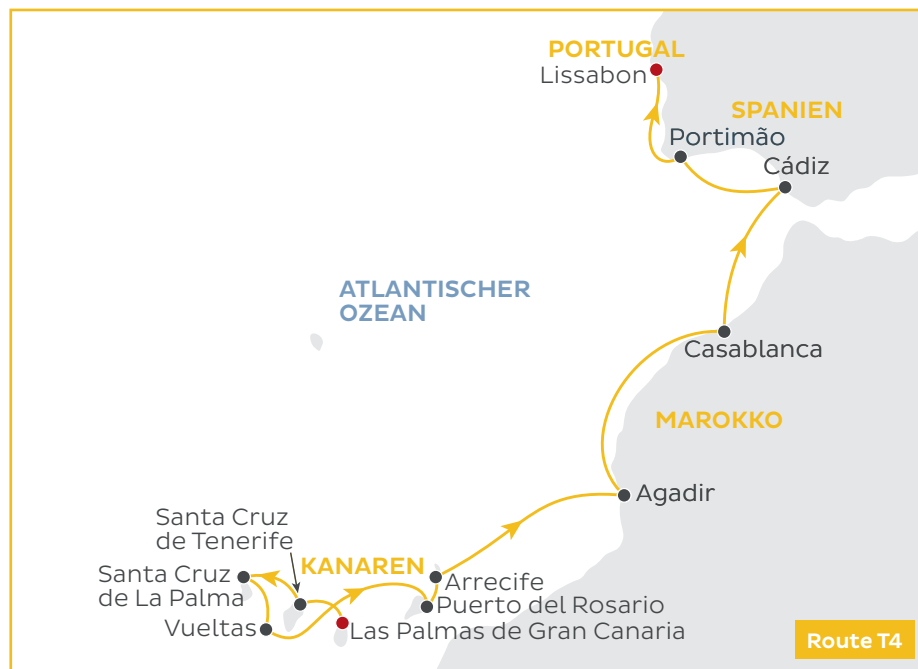 PORTUGAL
Lissabon
SPANIEN
Portimão
Cádiz
ATLANTISCHER
OZEAN
Casablanca
MAROKKO
Agadir
Santa Cruz
de Tenerife
KANAREN
Santa Cruz
de La Palma
Arrecife
Puerto del Rosario
Vueltas
Las Palmas de Gran Canaria
Route T4